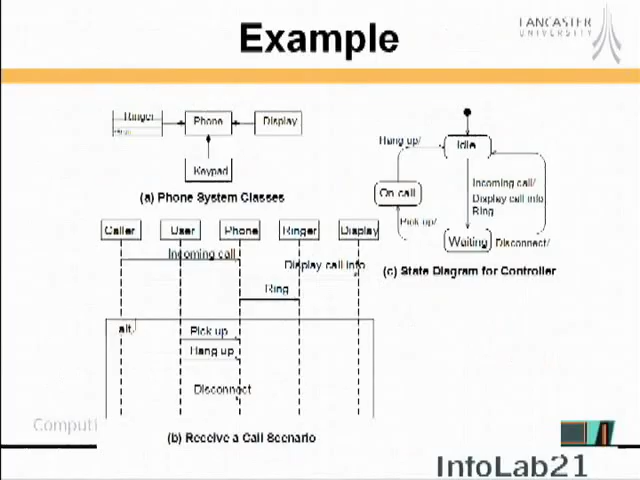 Example
LANCASTER
UNIVERSITY
Ringer
Phone
Display
Keypad
(a) Phone System Classes
Hang up/
Idle
On call
Incoming call/
Display call info
Ring
Pick up/
Waiting
Disconnect/
(c) State Diagram for Controller
Caller
User
Phone
Ringer
Display
Incoming call
Display call info
Ring
alt
Pick up
Hang up
Disconnect
(b) Receive a Call Scenario
Computi
InfoLab21